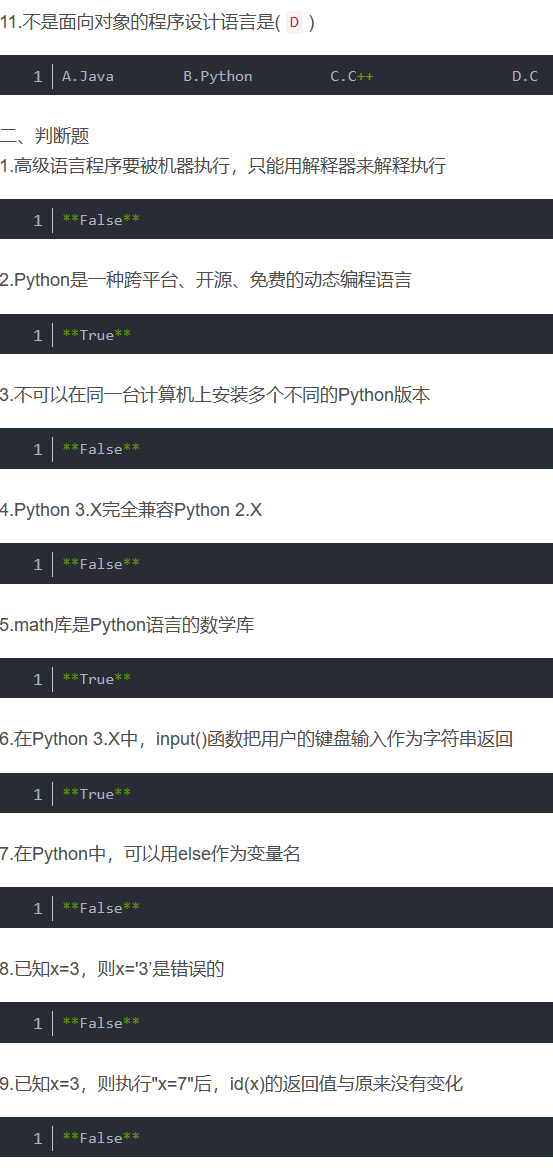 11.不是面向对象的程序设计语言是( D )
1 A.Java B.Python C.C++ D.C
二、判断题
1.高级语言程序要被机器执行，只能用解释器来解释执行
1 **False**
2.Python是一种跨平台、开源、免费的动态编程语言
1 **True**
3.不可以在同一台计算机上安装多个不同的Python版本
1 **False**
4.Python 3.X完全兼容Python 2.X
1 **False**
5.math库是Python语言的数学库
1 **True**
6.在Python 3.X中，input()函数把用户的键盘输入作为字符串返回
1 **True**
7.在Python中，可以用else作为变量名
1 **False**
8.已知x=3，则x='3’是错误的
1 **False**
9.已知x=3，则执行"x=7"后，id(x)的返回值与原来没有变化
1 **False**